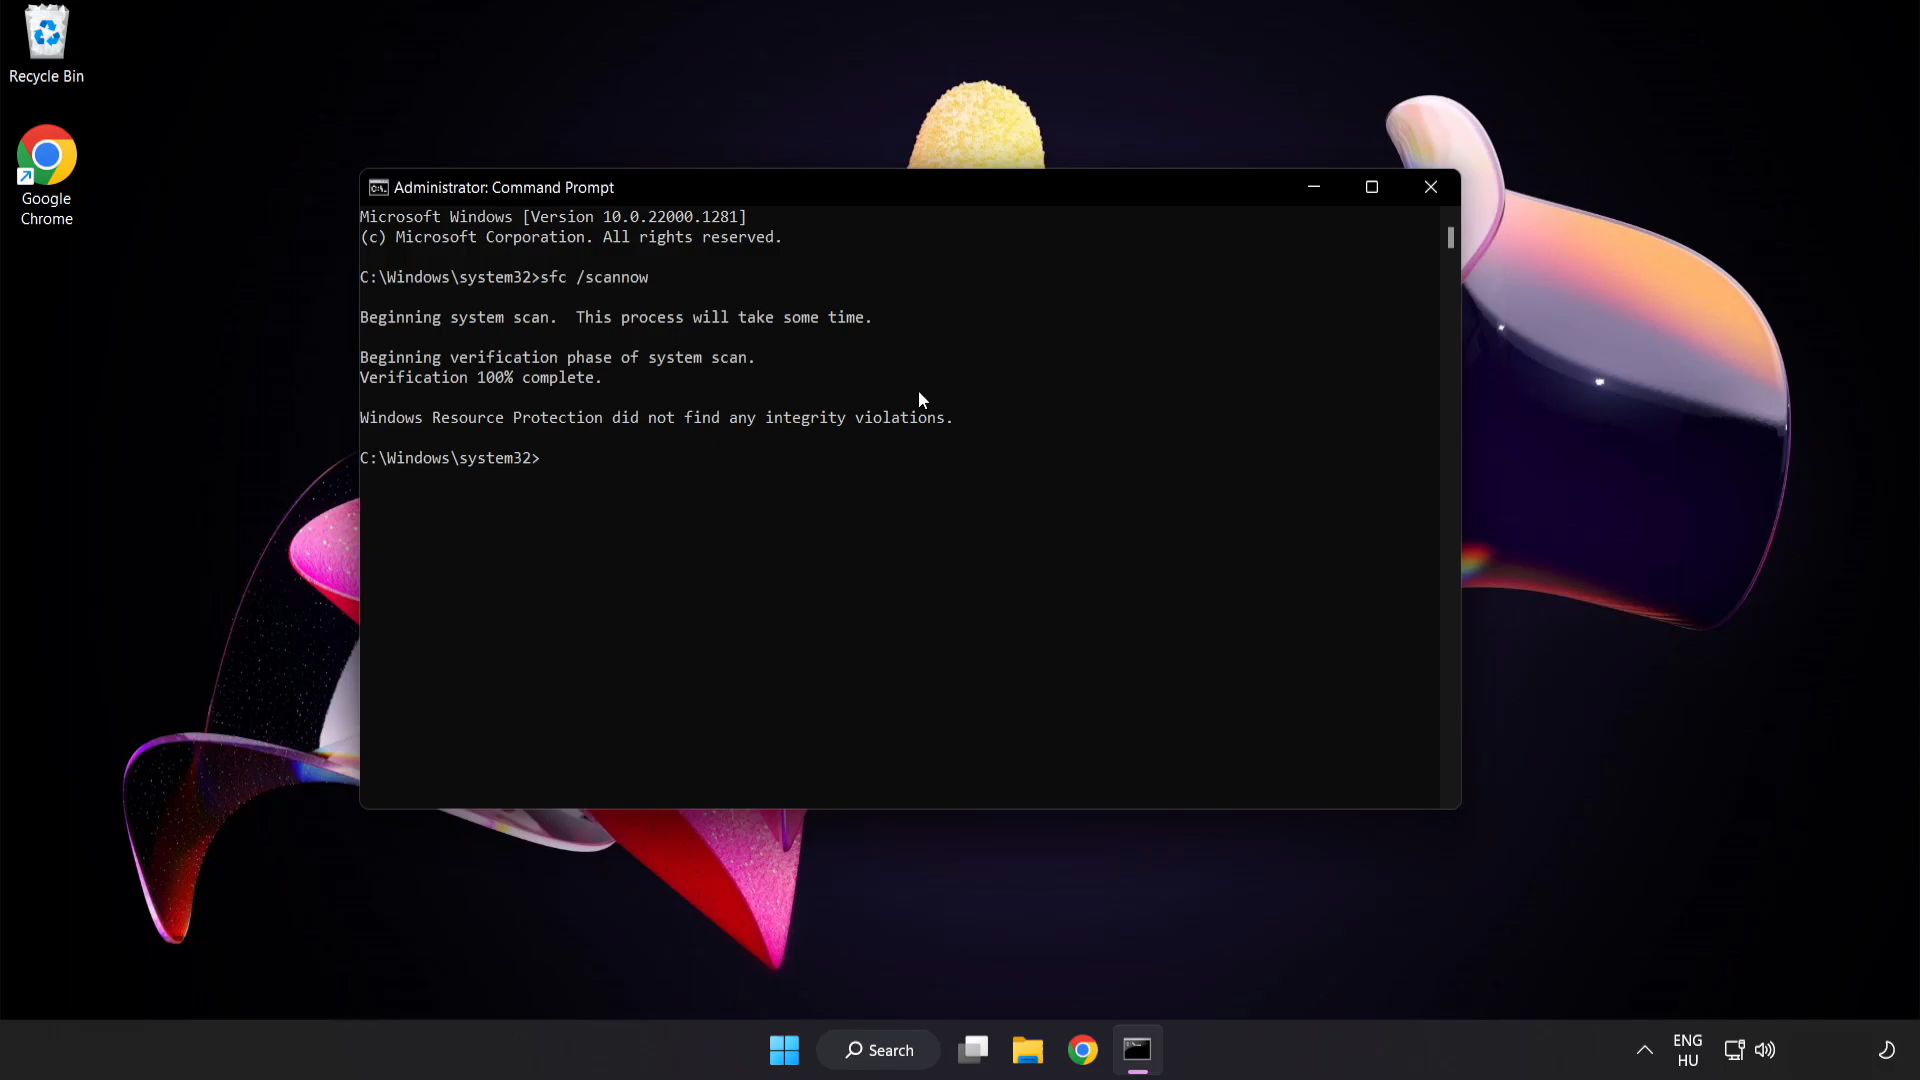 Recycle Bin
Google
Chrome
Administrator: Command Prompt
Microsoft Windows [Version 10.0.22000.1281]
(c) Microsoft Corporation. All rights reserved.
C:\Windows\system32>sfc /scannow
Beginning system scan.  This process will take some time.
Beginning verification phase of system scan.
Verification 100% complete.
Windows Resource Protection did not find any integrity violations.
C:\Windows\system32>
Search
ENG
HU